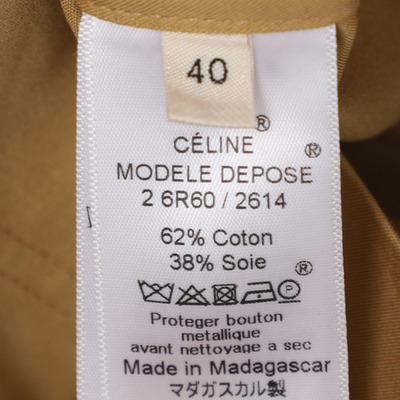 40
CÉLINE®
MODELE DEPOSE®
2 6R60 / 2614
62% Coton
38% Soie®
P
Proteger bouton
metallique
avant nettoyage a sec
Made in Madagascar
マダガスカル製